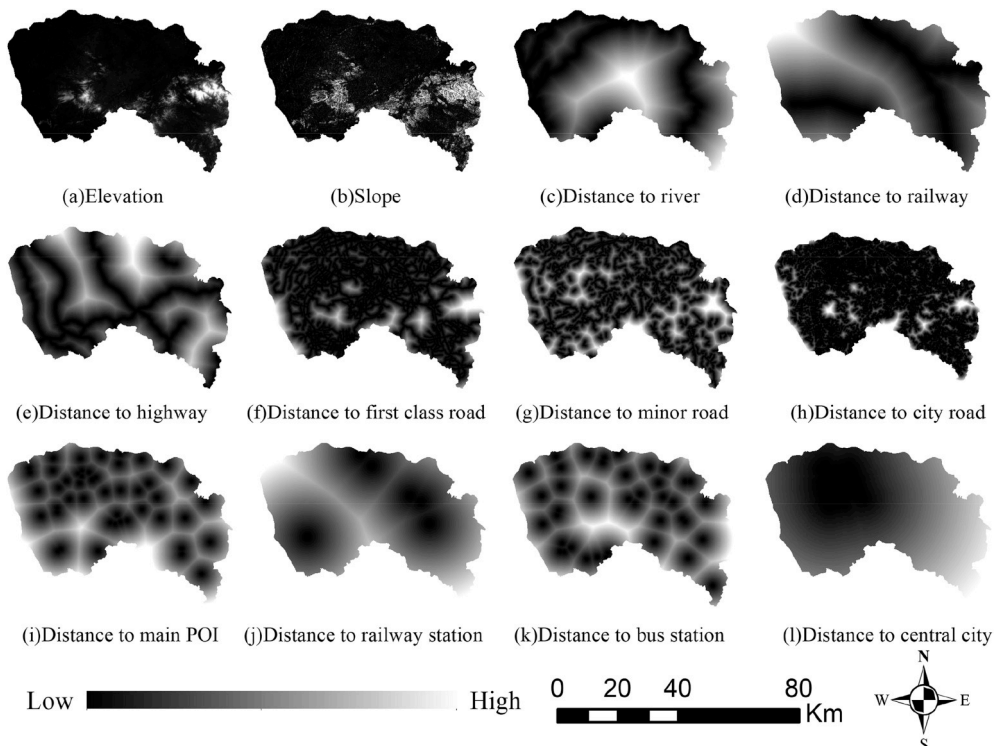 (a)Elevation
(b)Slope
(c)Distance to river
(d)Distance to railway
(e)Distance to highway
(f)Distance to first class road
(g)Distance to minor road
(h)Distance to city road
(i)Distance to main POI
(j)Distance to railway station
(k)Distance to bus station
(l)Distance to central city
Low High
0 20 40 80
Km
N
W E
S